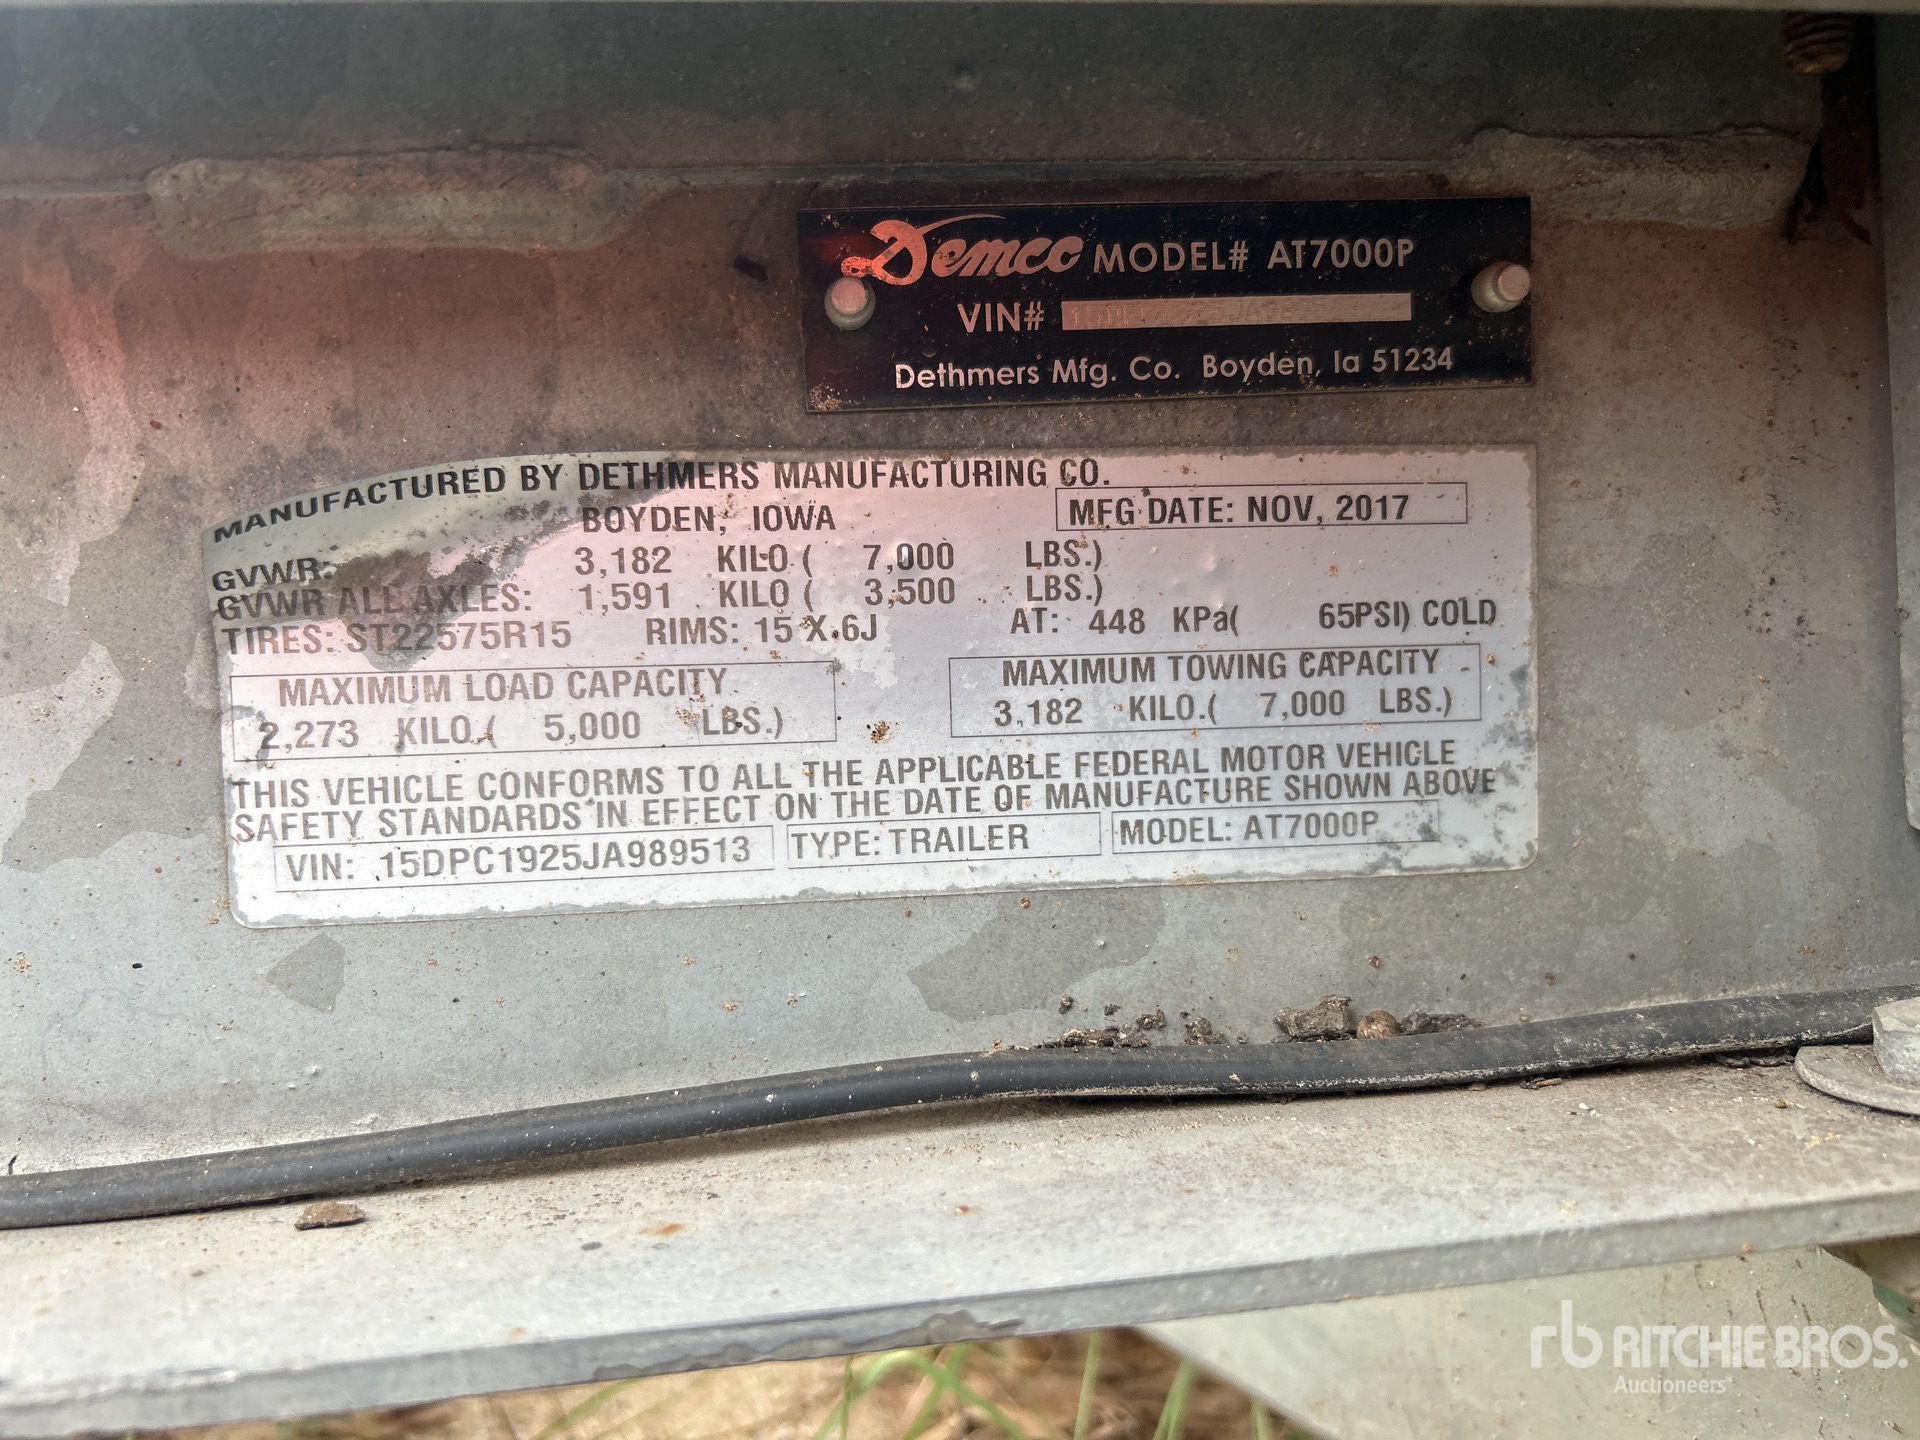 Demco MODEL# AT7000P
VIN#
Dethmers Mfg. Co. Boyden, Ia 51234
MANUFACTURED BY DETHMERS MANUFACTURING CO.
BOYDEN, IOWA MFG DATE: NOV, 2017
GVWR: 3,182 KILO ( 7,000 LBS.)
GVWR ALL AXLES: 1,591 KILO ( 3,500 LBS.)
TIRES: ST22575R15 RIMS: 15 X 6J AT: 448 KPa( 65PSI) COLD
MAXIMUM LOAD CAPACITY MAXIMUM TOWING CAPACITY
2,273 KILO.( 5,000 LBS.) 3,182 KILO.( 7,000 LBS.)
THIS VEHICLE CONFORMS TO ALL THE APPLICABLE FEDERAL MOTOR VEHICLE
SAFETY STANDARDS IN EFFECT ON THE DATE OF MANUFACTURE SHOWN ABOVE
VIN: 15DPC1925JA989513 TYPE: TRAILER MODEL: AT7000P
rb RITCHIE BROS.
Auctioneers